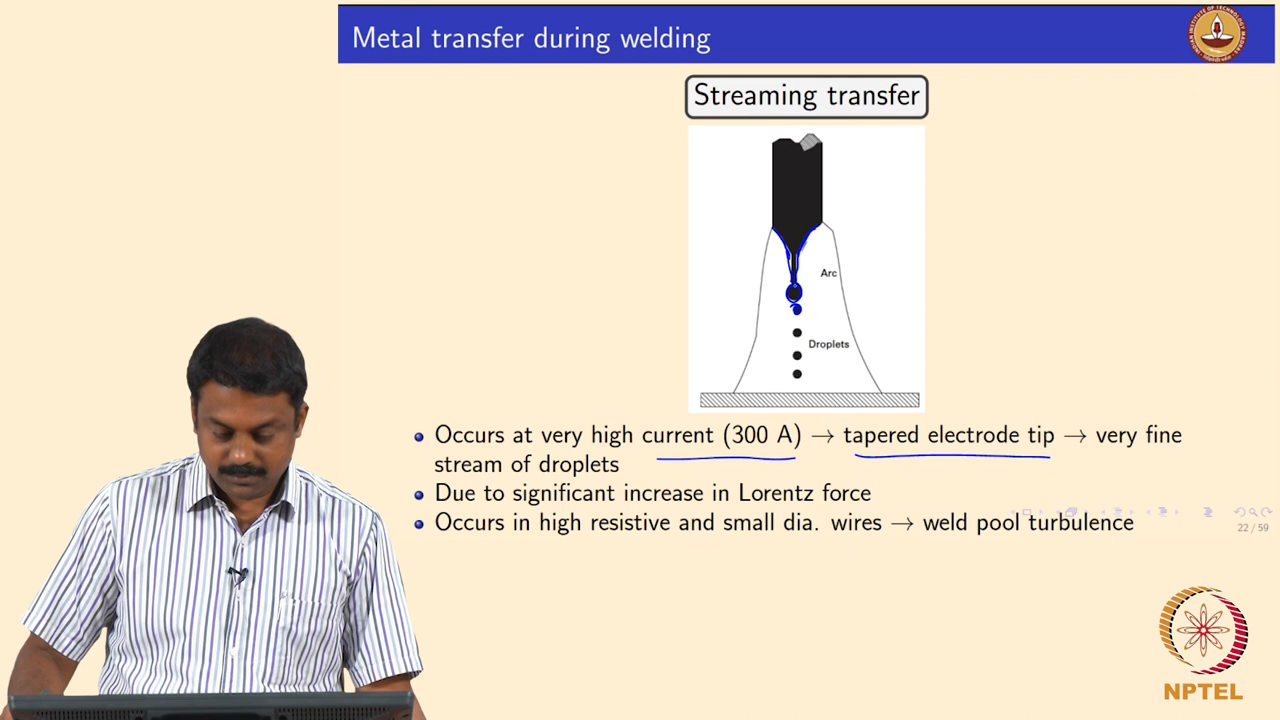 Metal transfer during welding
Streaming transfer
Arc
Droplets
Occurs at very high current (300 A) → tapered electrode tip → very fine
stream of droplets
Due to significant increase in Lorentz force
Occurs in high resistive and small dia. wires → weld pool turbulence
22 / 59
NPTEL